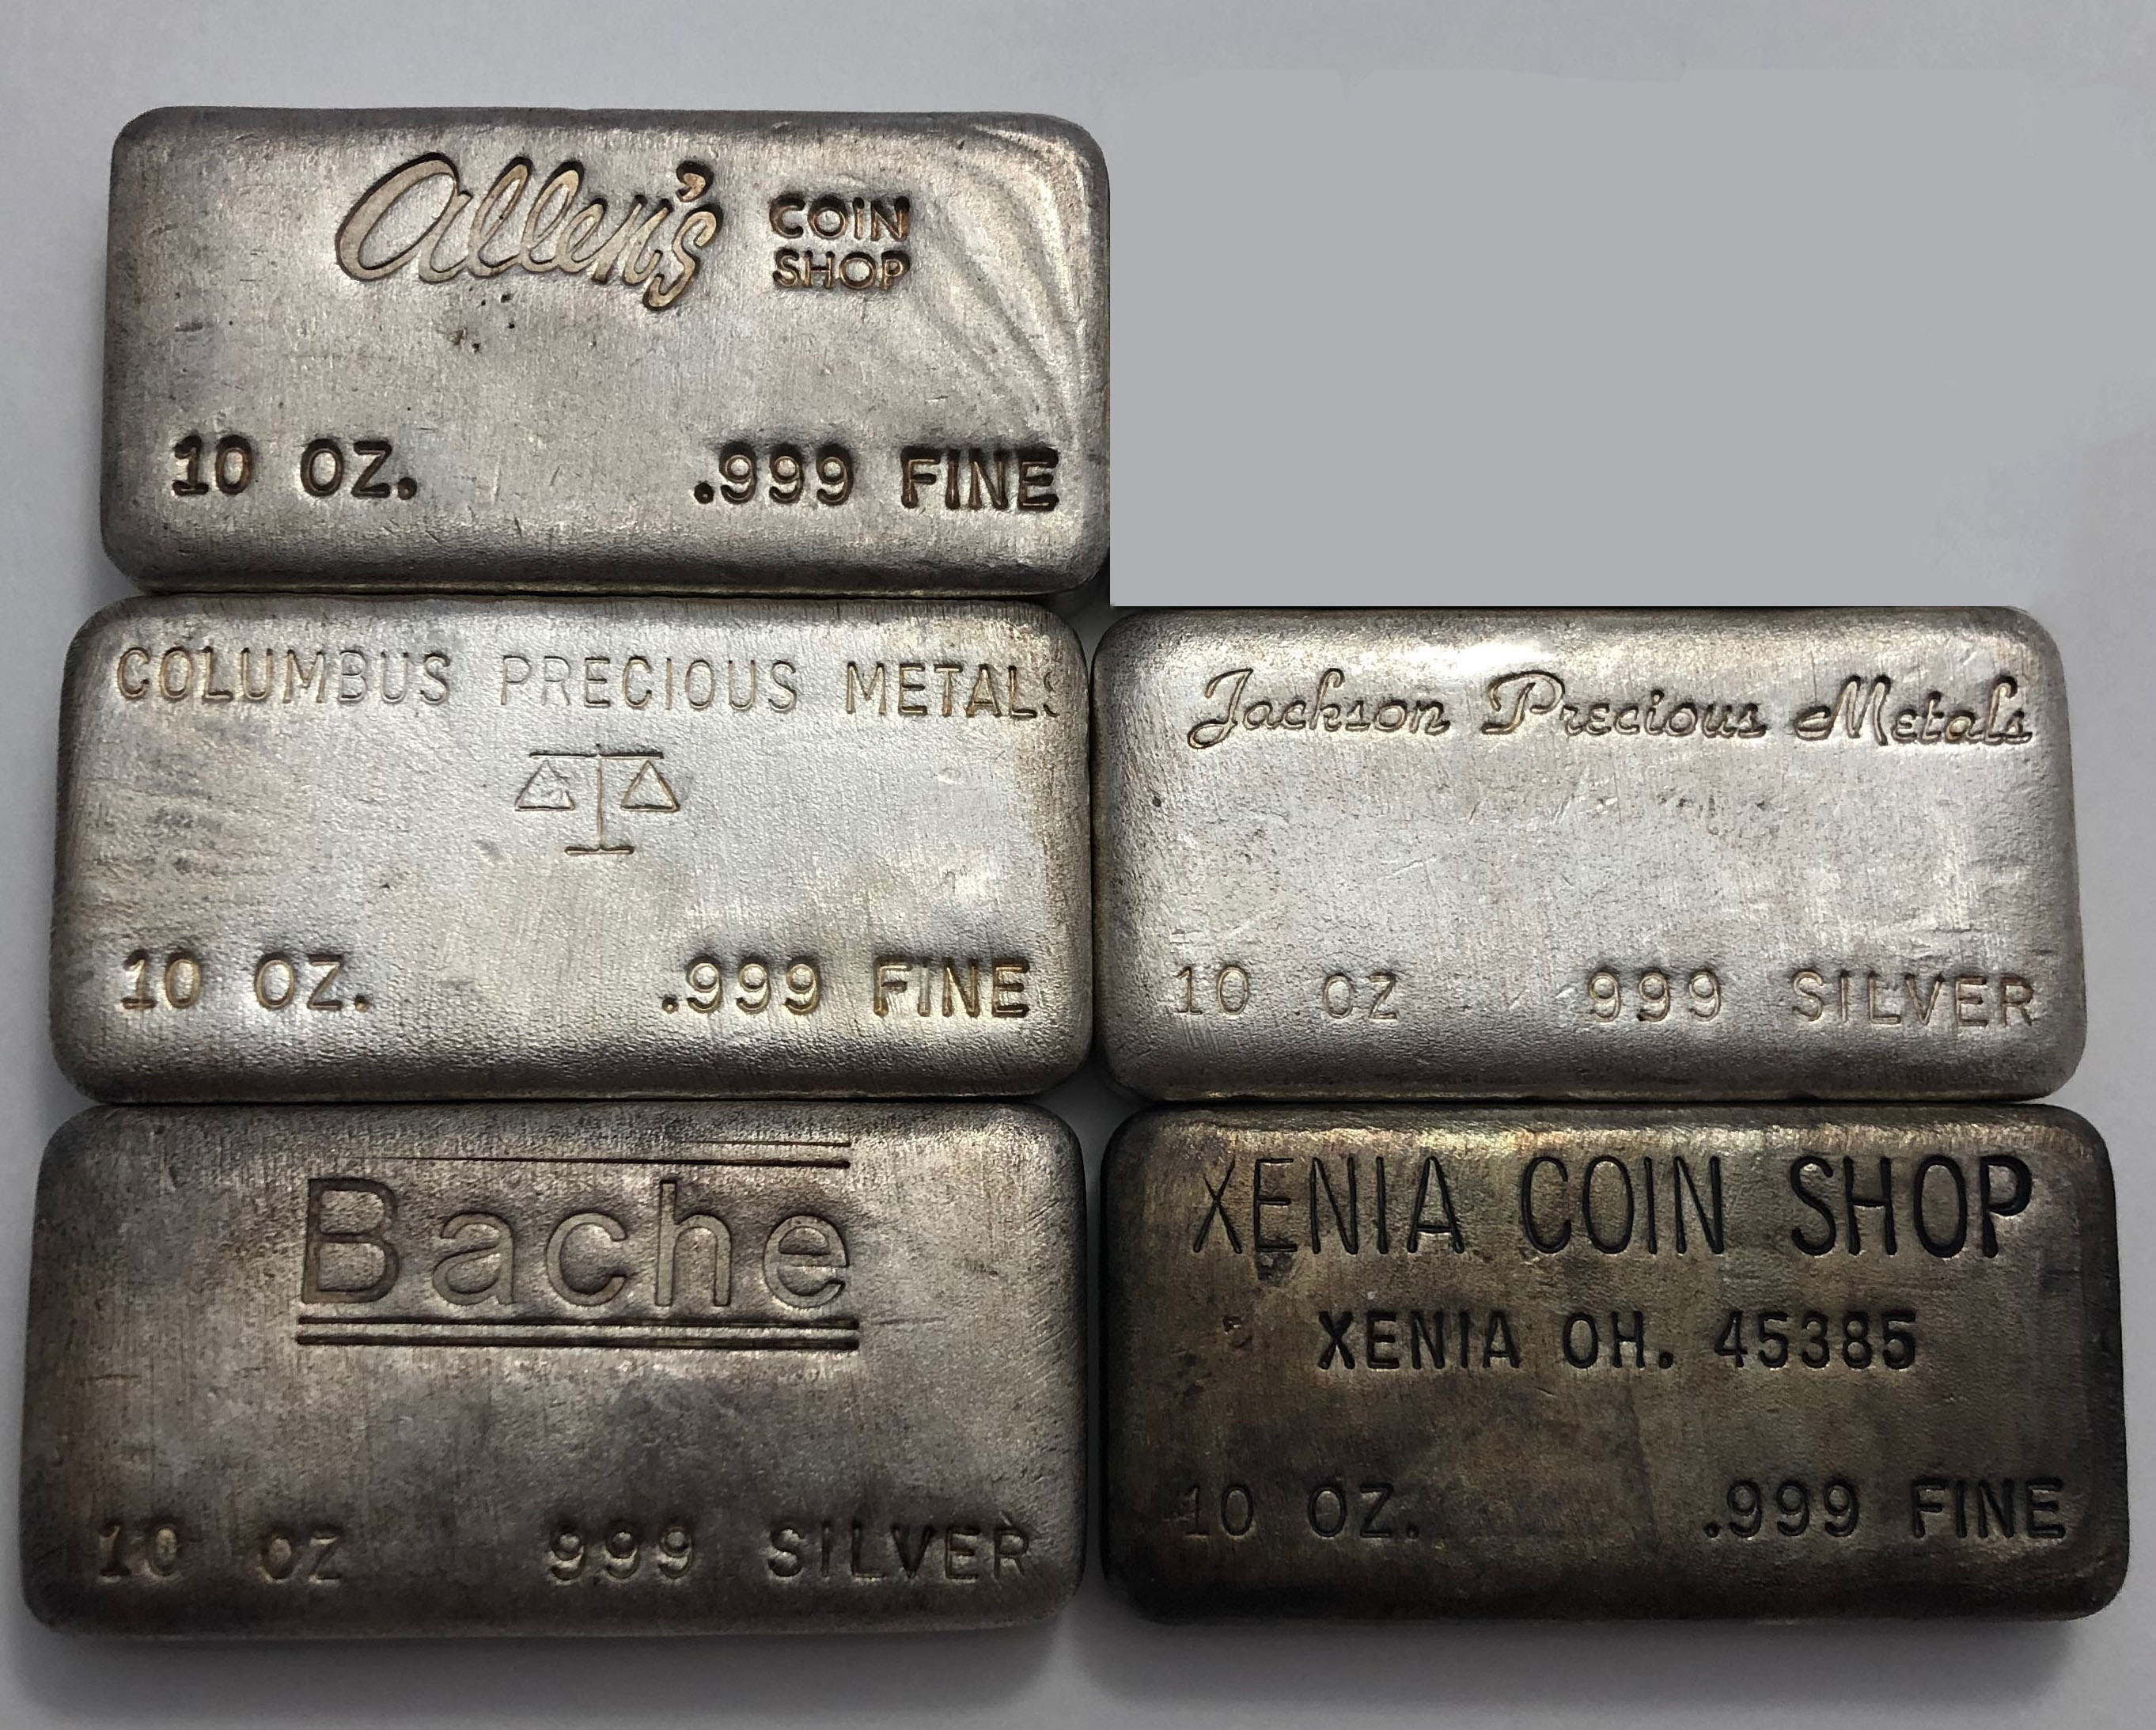 Allen's COIN
SHOP
10 OZ. .999 FINE
COLUMBUS PRECIOUS METALS
10 OZ. .999 FINE
Jackson Precious Metals
10 OZ 999 SILVER
Bache
10 OZ 999 SILVER
XENIA COIN SHOP
XENIA OH. 45385
10 OZ. .999 FINE